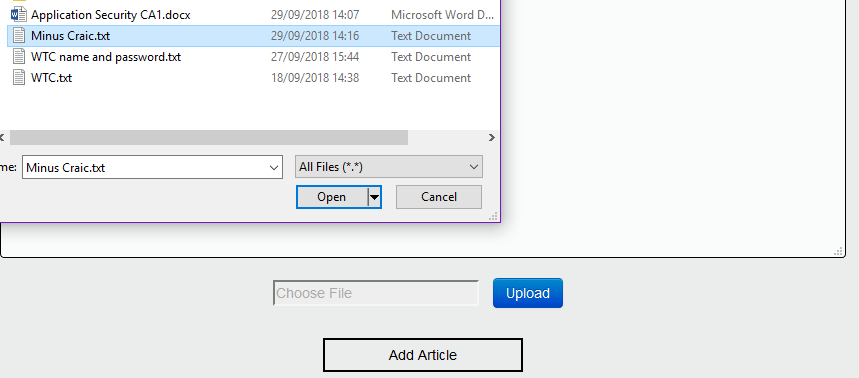 Application Security CA1.docx 29/09/2018 14:07 Microsoft Word D...
Minus Craic.txt 29/09/2018 14:16 Text Document
WTC name and password.txt 27/09/2018 15:44 Text Document
WTC.txt 18/09/2018 14:38 Text Document
me: Minus Craic.txt All Files (*.*)
Open Cancel
Choose File Upload
Add Article